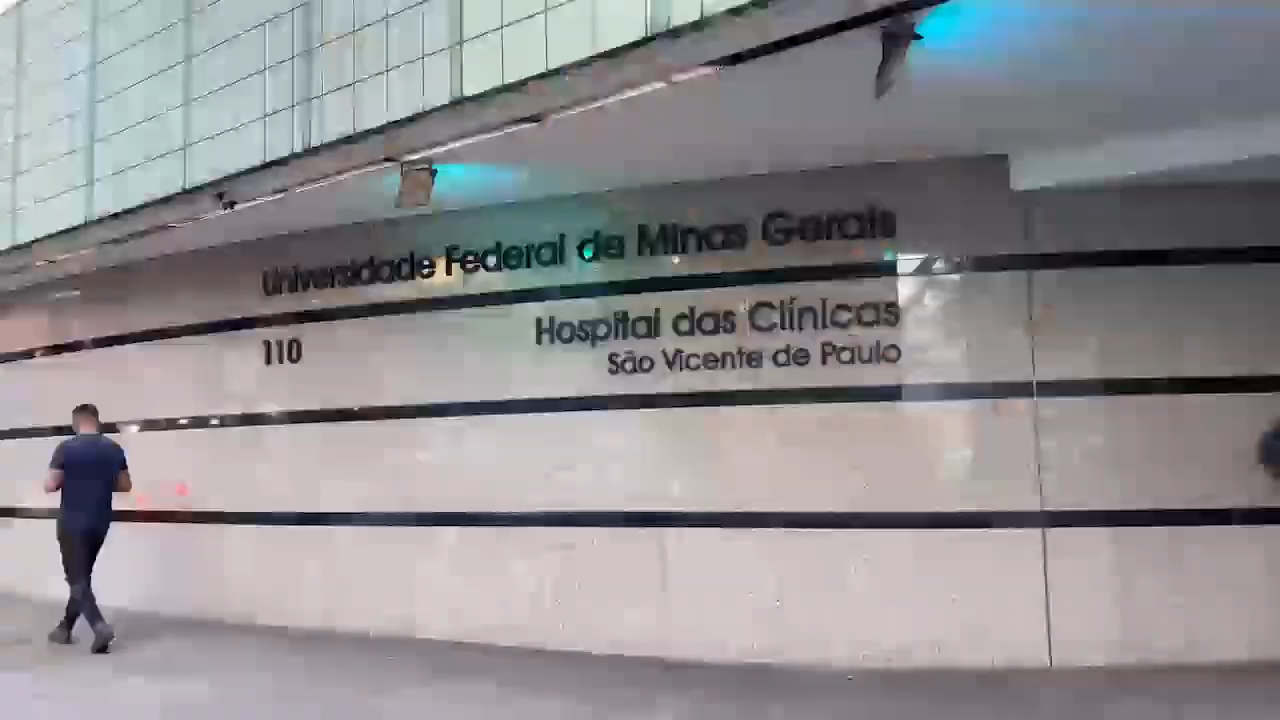 Universidade Federal de Minas Gerais
Hospital das Clínicas
110
São Vicente de Paulo